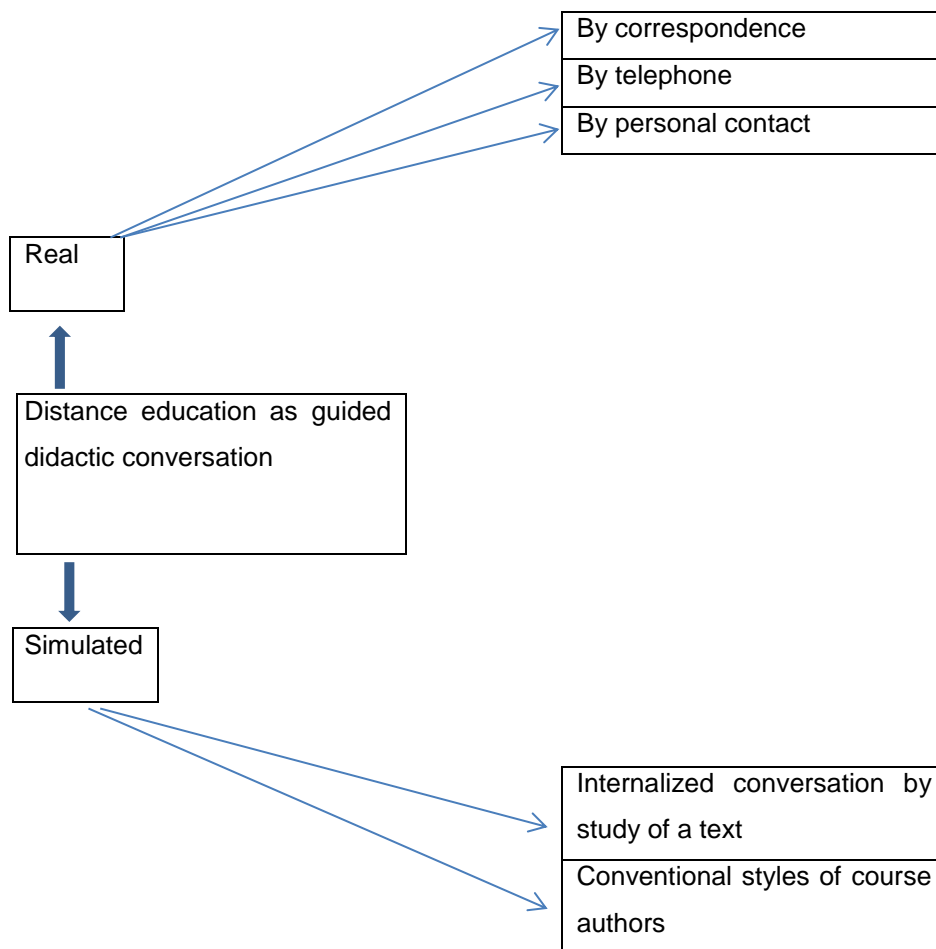 By correspondence
By telephone
By personal contact
Real
Distance education as guided
didactic conversation
Simulated
Internalized conversation by
study of a text
Conventional styles of course
authors